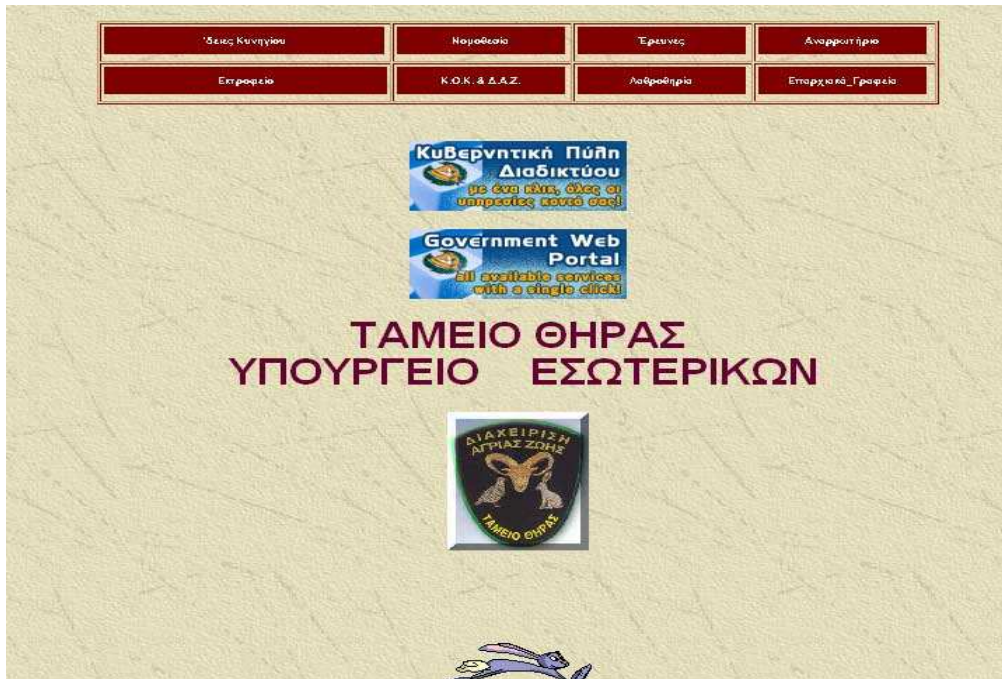 'δειες Κυνηγίου
Νομοθεσία
Έρευνες
Αναρρωτήριο
Εκτροφείο
Κ.Ο.Κ. & Δ.Α.Ζ.
Λαθροθηρία
Επαρχιακά_Γραφεία
Κυβερνητική Πύλη
Διαδικτύου
με ένα κλικ, όλες οι
υπηρεσίες κοντά σας!
Government Web
Portal
all available services
with a single click!
ΤΑΜΕΙΟ ΘΗΡΑΣ
ΥΠΟΥΡΓΕΙΟ ΕΣΩΤΕΡΙΚΩΝ
ΔΙΑΧΕΙΡΙΣΗ
ΑΓΡΙΑΣ ΖΩΗΣ
ΤΑΜΕΙΟ ΘΗΡΑΣ